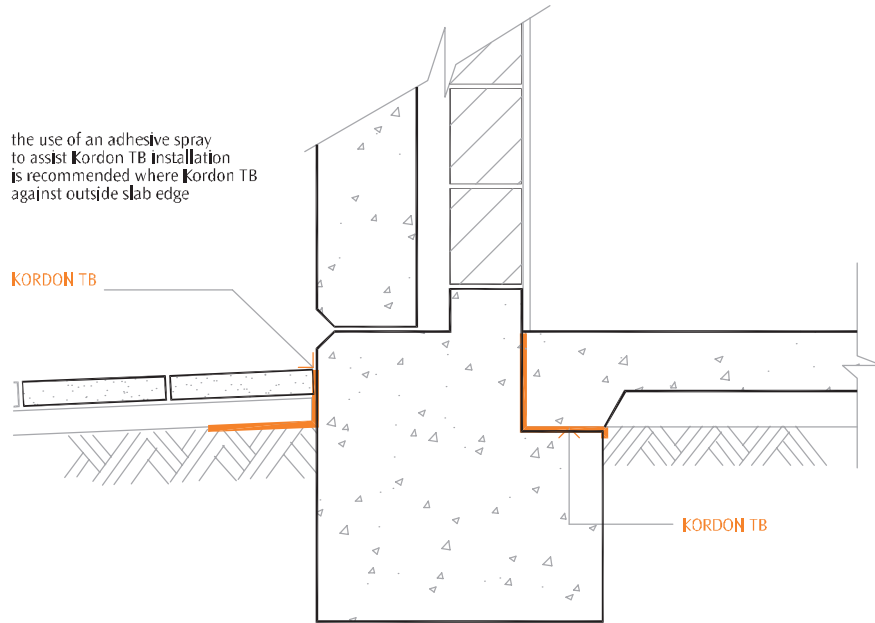 the use of an adhesive spray
to assist Kordon TB installation
is recommended where Kordon TB
against outside slab edge
KORDON TB
KORDON TB